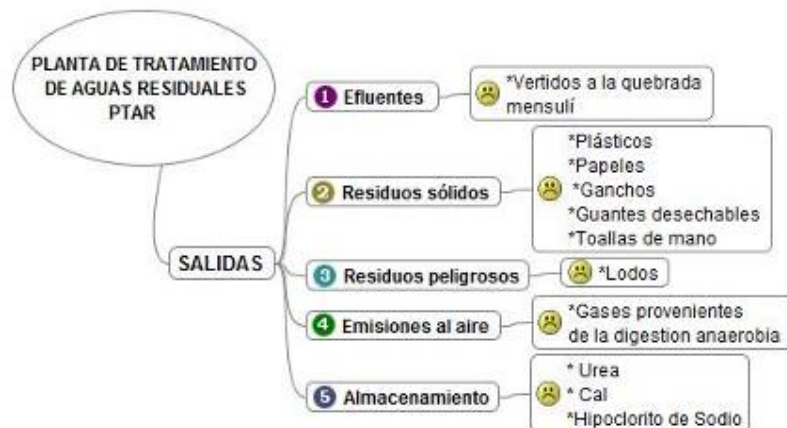 PLANTA DE TRATAMIENTO
DE AGUAS RESIDUALES
PTAR
SALIDAS
1 Efluentes
*Vertidos a la quebrada
mensulí
2 Residuos sólidos
*Plásticos
*Papeles
*Ganchos
*Guantes desechables
*Toallas de mano
3 Residuos peligrosos
*Lodos
4 Emisiones al aire
*Gases provenientes
de la digestion anaerobia
5 Almacenamiento
* Urea
* Cal
*Hipoclorito de Sodio